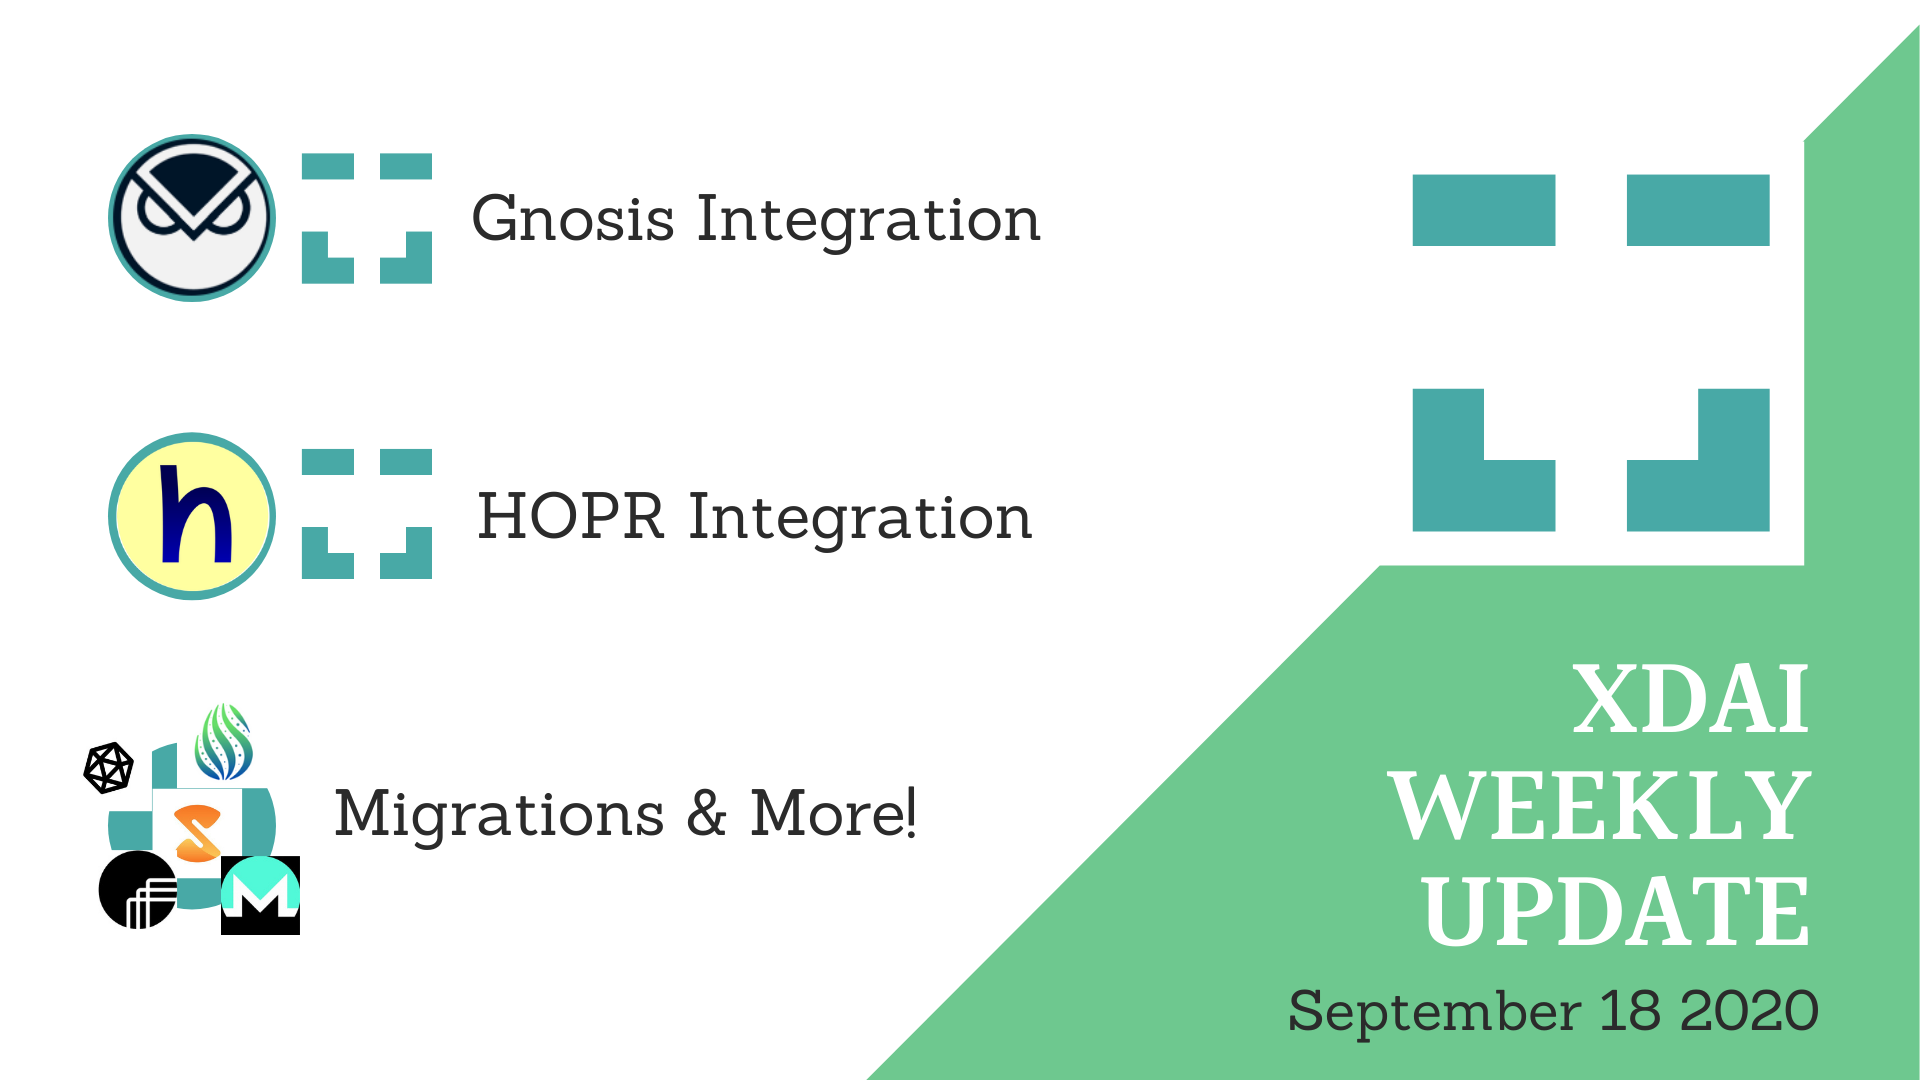 Gnosis Integration
h
HOPR Integration
Migrations & More!
XDAI
WEEKLY
UPDATE
September 18 2020